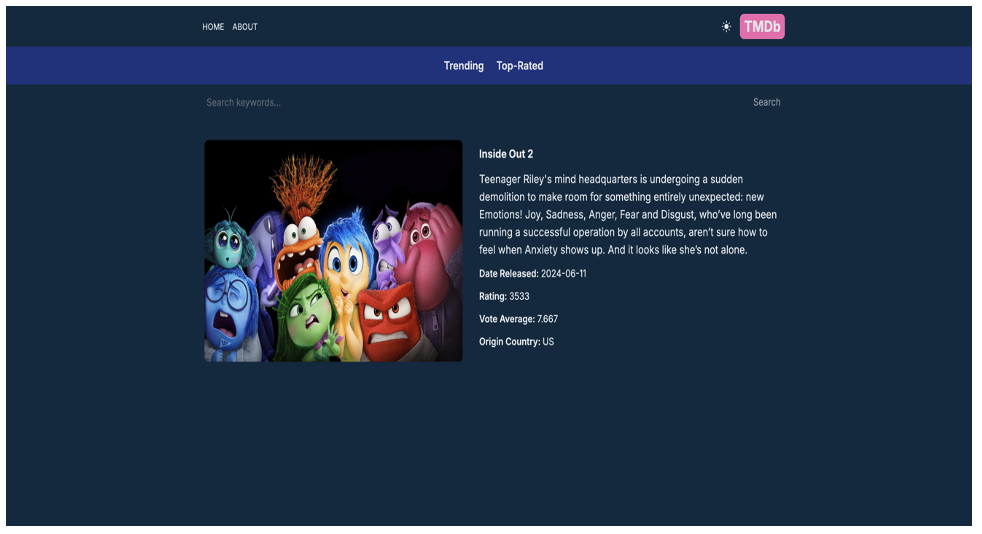 HOME ABOUT TMDb
Trending Top-Rated
Search keywords... Search
Inside Out 2
Teenager Riley's mind headquarters is undergoing a sudden
demolition to make room for something entirely unexpected: new
Emotions! Joy, Sadness, Anger, Fear and Disgust, who’ve long been
running a successful operation by all accounts, aren’t sure how to
feel when Anxiety shows up. And it looks like she’s not alone.
Date Released: 2024-06-11
Rating: 3533
Vote Average: 7.667
Origin Country: US